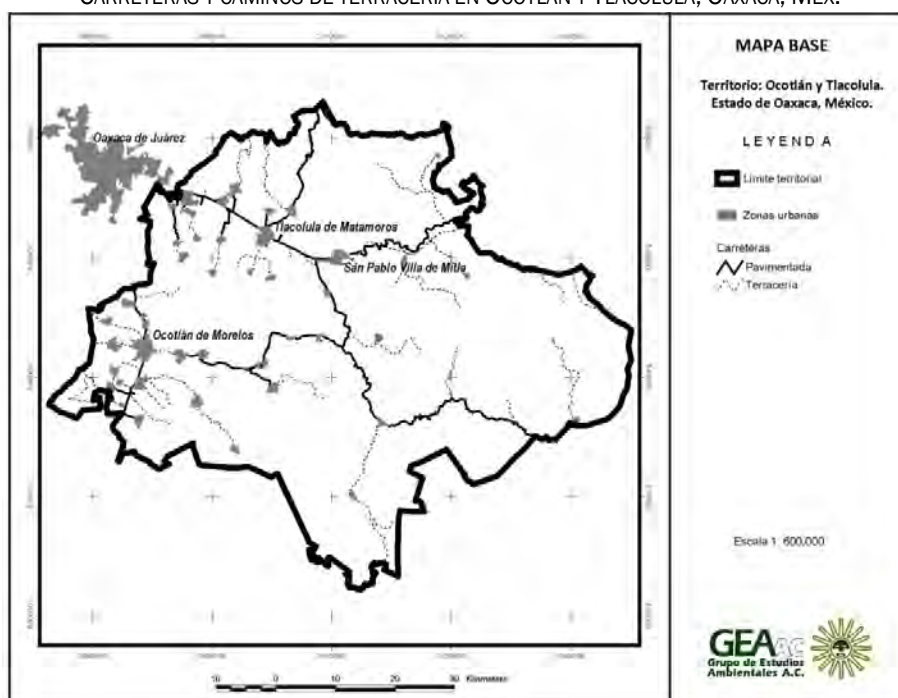 CARRETERAS Y CAMINOS DE TERRACERÍA EN OCOTLÁN Y TLACOLULA, OAXACA, MÉX.
MAPA BASE
Territorio: Ocotlán y Tlacolula.
Estado de Oaxaca, México.
LEYENDA
Límite territorial
Zonas urbanas
Carreteras
Pavimentada
Terracería
Oaxaca de Juárez
Tlacolula de Matamoros
San Pablo Villa de Mitla
Ocotlán de Morelos
Escala 1: 600,000
GEA AC
Grupo de Estudios
Ambientales A.C.
10 0 10 20 30 Kilometers